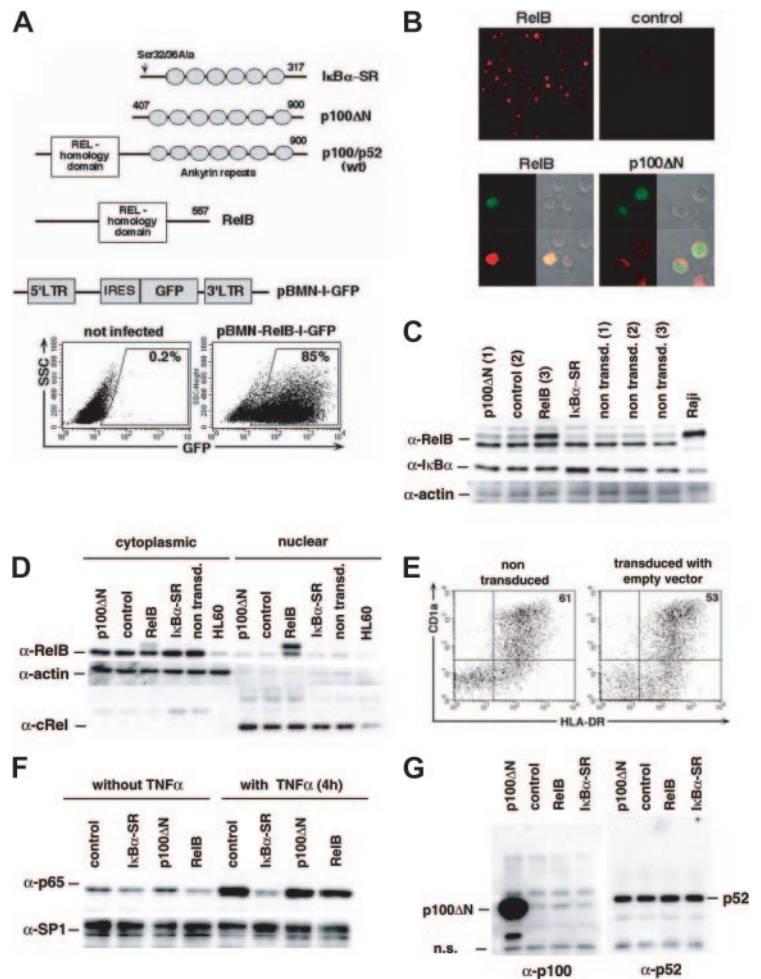 A
Ser32/36Ala
317
IκBα-SR
407
900
p100ΔN
900
REL -
homology
domain
p100/p52
(wt)
Ankyrin repeats
REL -
homology
domain
557
RelB
5'LTR
IRES
GFP
3'LTR
pBMN-I-GFP
not infected
pBMN-RelB-I-GFP
0.2%
85%
SSC
GFP
B
RelB
control
RelB
p100ΔN
C
p100ΔN (1)
control (2)
RelB (3)
IκBα-SR
non transd. (1)
non transd. (2)
non transd. (3)
Raji
α-RelB
α-IκBα
α-actin
D
cytoplasmic
nuclear
p100ΔN
control
RelB
IκBα-SR
non transd.
HL60
p100ΔN
control
RelB
IκBα-SR
non transd.
HL60
α-RelB
α-actin
α-cRel
E
non
transduced
transduced with
empty vector
61
53
CD1a
HLA-DR
F
without TNFα
with TNFα (4h)
control
IκBα-SR
p100ΔN
RelB
control
IκBα-SR
p100ΔN
RelB
α-p65
α-SP1
G
p100ΔN
control
RelB
IκBα-SR
p100ΔN
control
RelB
IκBα-SR
p100ΔN
p52
n.s.
α-p100
α-p52